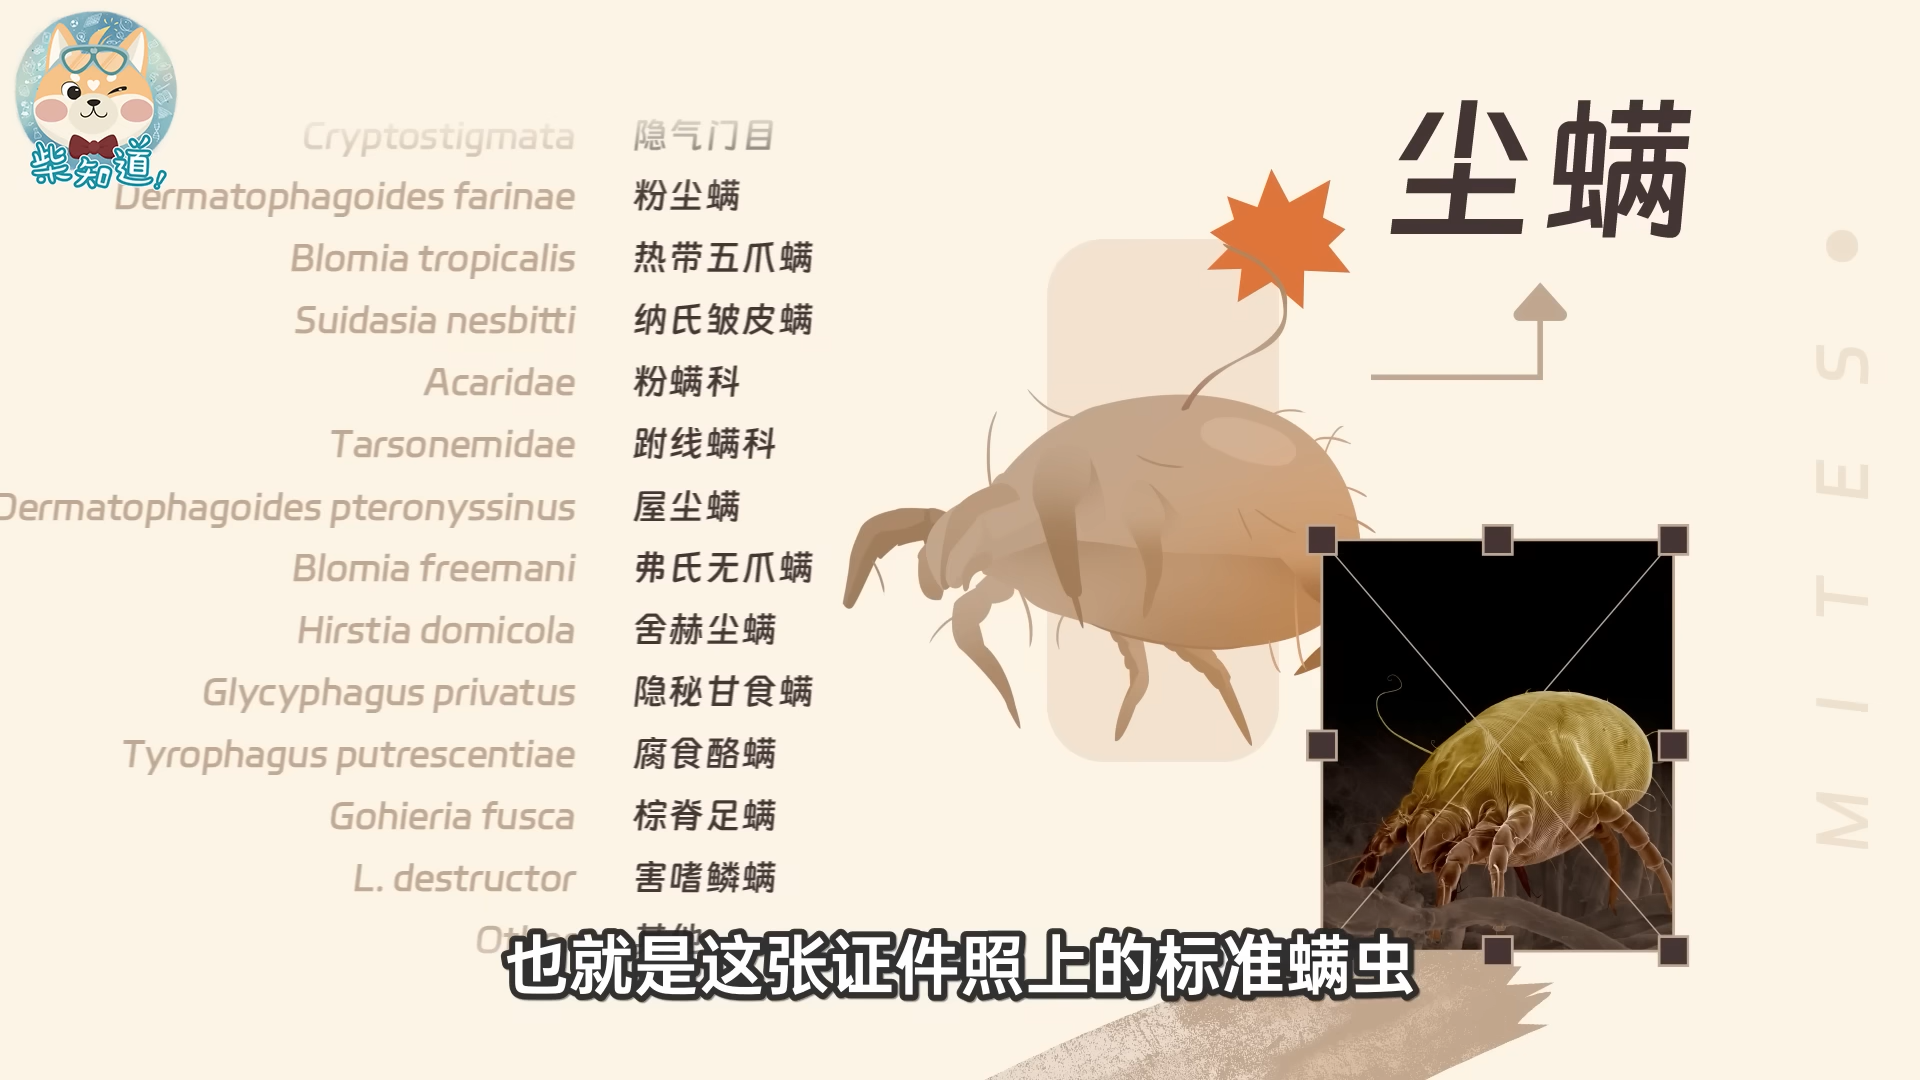 柴知道!
Cryptostigmata 隐气门目
Dermatophagoides farinae 粉尘螨
Blomia tropicalis 热带五爪螨
Suidasia nesbitti 纳氏皱皮螨
Acaridae 粉螨科
Tarsonemidae 跗线螨科
Dermatophagoides pteronyssinus 屋尘螨
Blomia freemani 弗氏无爪螨
Hirstia domicola 舍赫尘螨
Glycyphagus privatus 隐秘甘食螨
Tyrophagus putrescentiae 腐食酪螨
Gohieria fusca 棕脊足螨
L. destructor 害嗜鳞螨
尘螨
MITES
也就是这张证件照上的标准螨虫